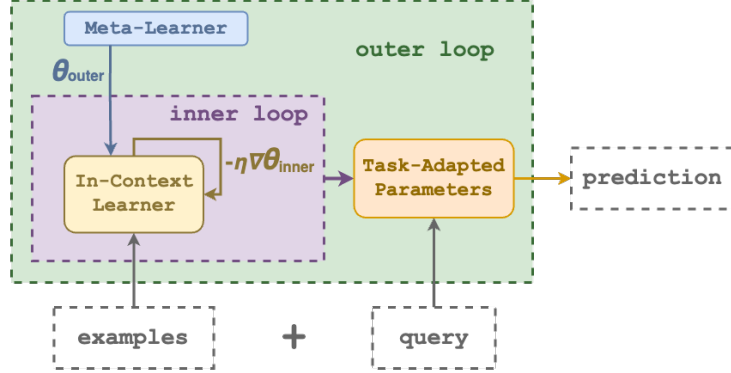 Meta-Learner
outer loop
θouter
inner loop
-η∇θinner
In-Context
Learner
Task-Adapted
Parameters
prediction
examples
+
query